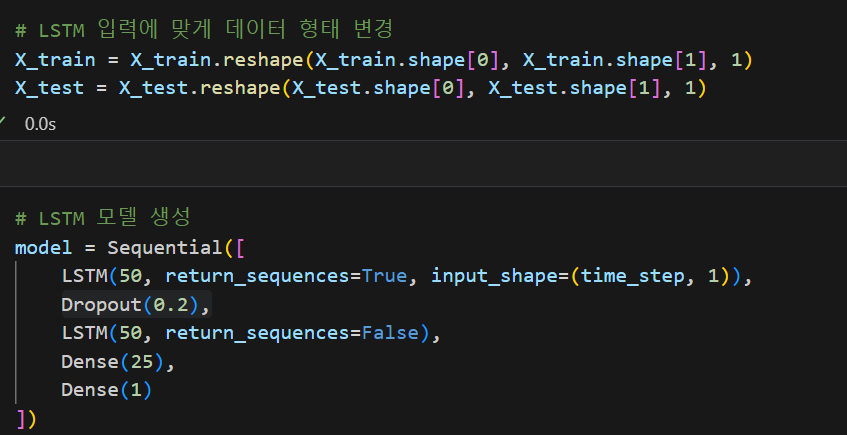 # LSTM 입력에 맞게 데이터 형태 변경
X_train = X_train.reshape(X_train.shape[0], X_train.shape[1], 1)
X_test = X_test.reshape(X_test.shape[0], X_test.shape[1], 1)
✓ 0.0s
# LSTM 모델 생성
model = Sequential([
    LSTM(50, return_sequences=True, input_shape=(time_step, 1)),
    Dropout(0.2),
    LSTM(50, return_sequences=False),
    Dense(25),
    Dense(1)
])